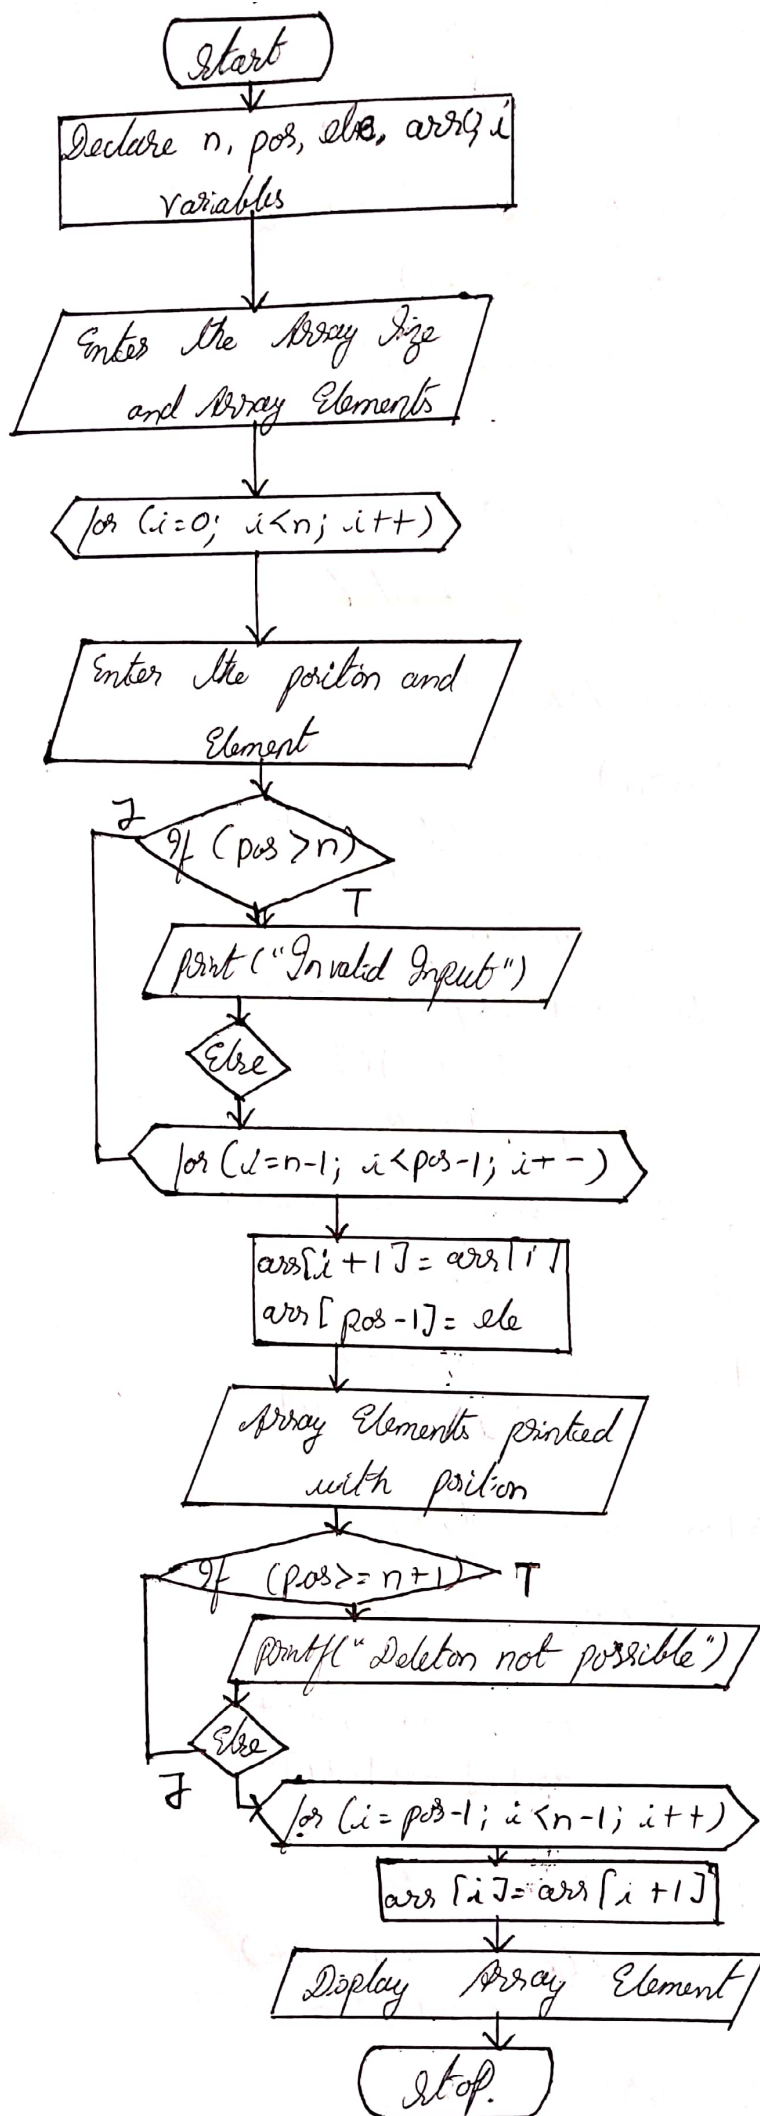 Start
Declare n, pos, ele, arr, i
variables
Enter the Array Size
and Array Elements
for (i=0; i<n; i++)
Enter the positon and
Element
F
If (pos >n)
T
print("Invalid Input")
Else
for (i=n-1; i<pos-1; i+-)
arr[i+1]=arr[i]
arr[pos-1]=ele
Array Elements printed
with position
If (pos>=n+1)
T
printf("Deleton not possible")
Else
F
for (i=pos-1; i<n-1; i++)
arr[i]=arr[i+1]
Display Array Element
Stop.